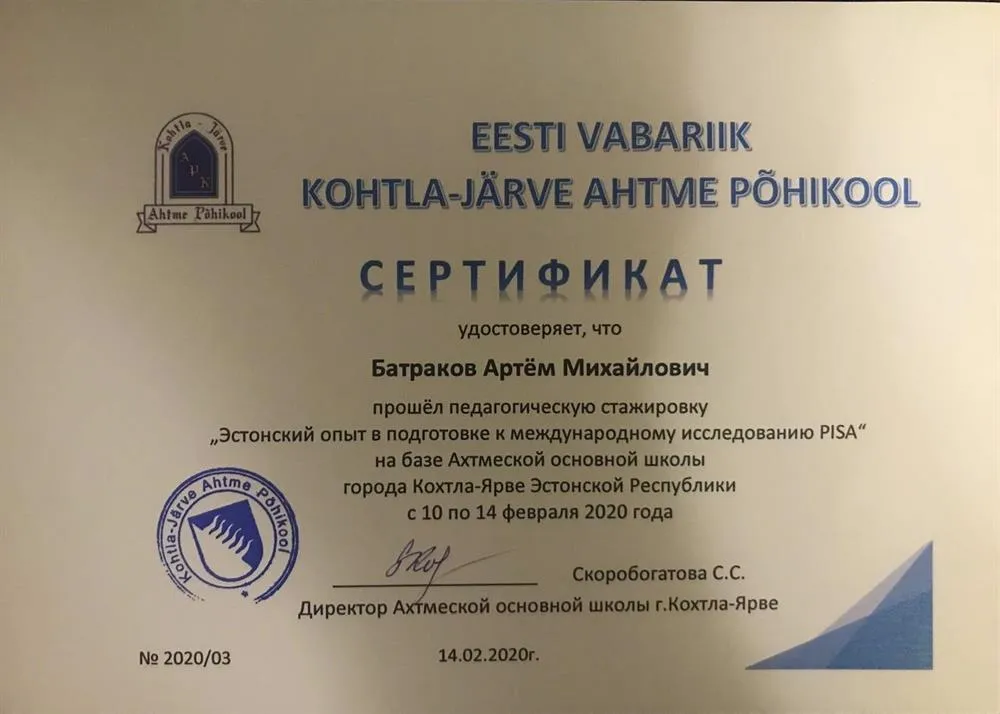 Kohtla - Järve
APK
Ahtme Põhikool
EESTI VABARIIK
KOHTLA-JÄRVE AHTME PÕHIKOOL
СЕРТИФИКАТ
удостоверяет, что
Батраков Артём Михайлович
прошёл педагогическую стажировку
„Эстонский опыт в подготовке к международному исследованию PISA“
на базе Ахтмеской основной школы
города Кохтла-Ярве Эстонской Республики
с 10 по 14 февраля 2020 года
Kohtla-Järve Ahtme Põhikool
Скоробогатова С.С.
Директор Ахтмеской основной школы г.Кохтла-Ярве
№ 2020/03
14.02.2020г.